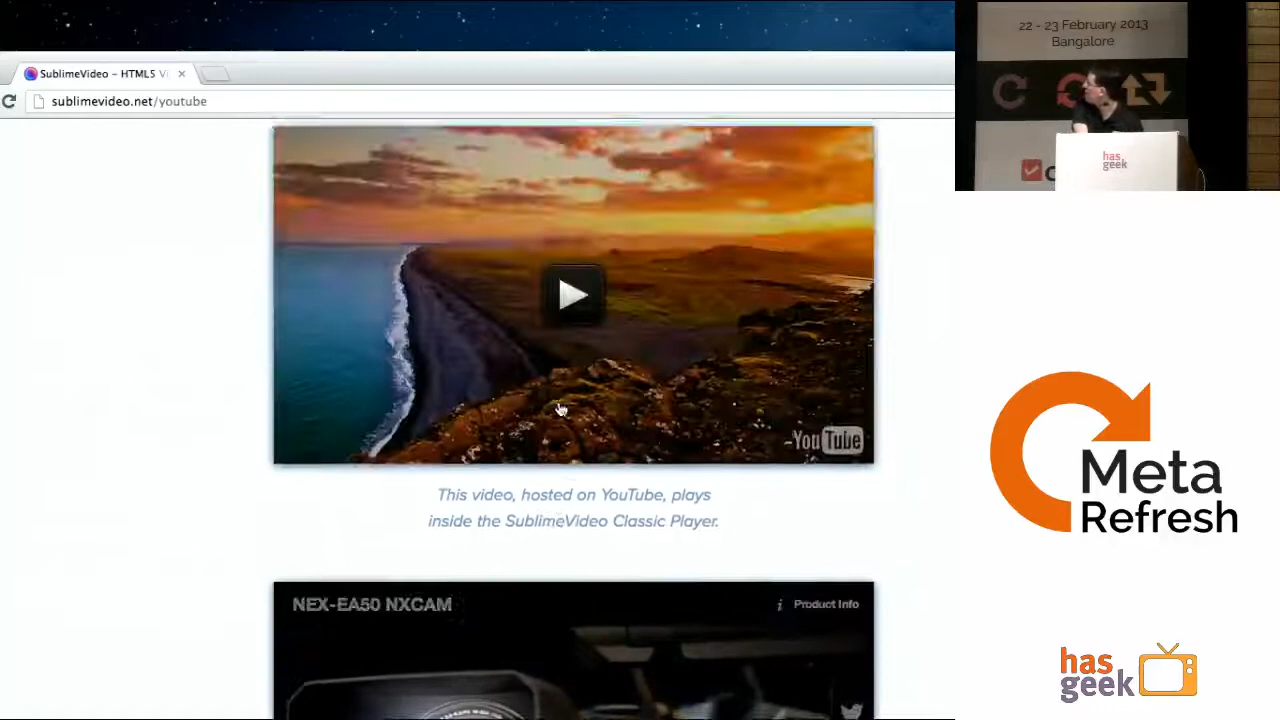 SublimeVideo – HTML5 Vi
sublimevideo.net/youtube
YouTube
This video, hosted on YouTube, plays
inside the SublimeVideo Classic Player.
NEX-EA50 NXCAM
i Product Info
22 - 23 February 2013
Bangalore
has
geek
Meta
Refresh
has
geek